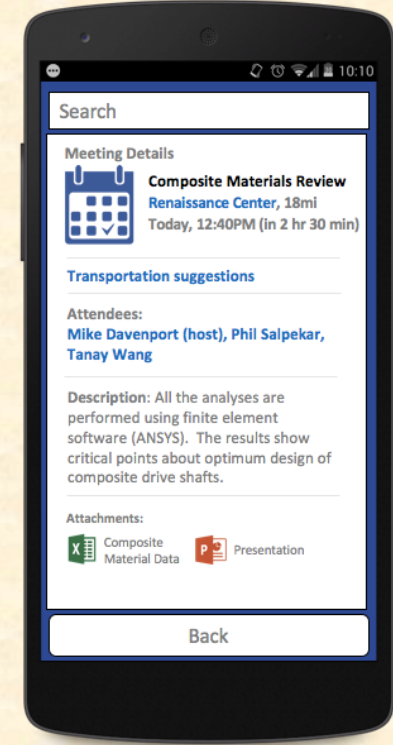 10:10
Search
Meeting Details
Composite Materials Review
Renaissance Center, 18mi
Today, 12:40PM (in 2 hr 30 min)
Transportation suggestions
Attendees:
Mike Davenport (host), Phil Salpekar,
Tanay Wang
Description: All the analyses are
performed using finite element
software (ANSYS).  The results show
critical points about optimum design of
composite drive shafts.
Attachments:
X
Composite
Material Data
P
Presentation
Back